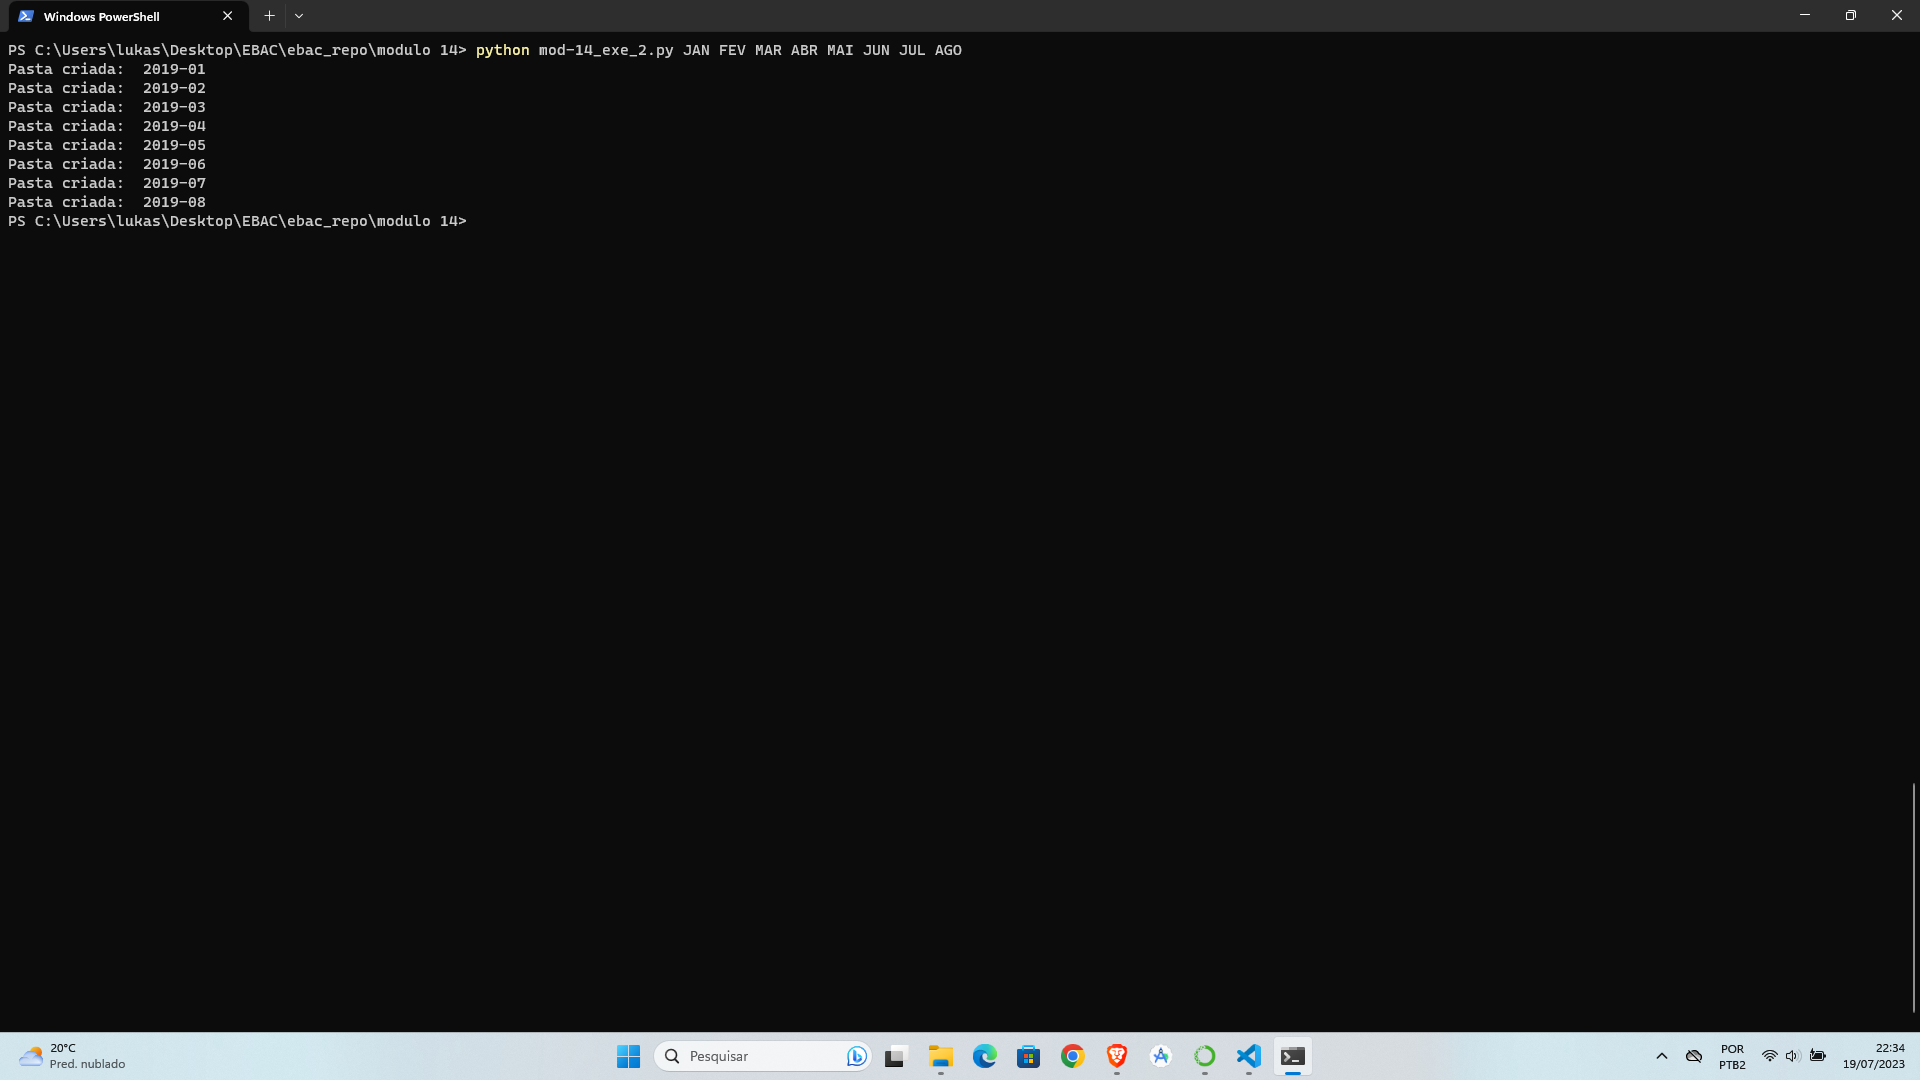 Windows PowerShell
PS C:\Users\lukas\Desktop\EBAC\ebac_repo\modulo 14> python mod-14_exe_2.py JAN FEV MAR ABR MAI JUN JUL AGO
Pasta criada:  2019-01
Pasta criada:  2019-02
Pasta criada:  2019-03
Pasta criada:  2019-04
Pasta criada:  2019-05
Pasta criada:  2019-06
Pasta criada:  2019-07
Pasta criada:  2019-08
PS C:\Users\lukas\Desktop\EBAC\ebac_repo\modulo 14>
20°C
Pred. nublado
Pesquisar
POR
PTB2
22:34
19/07/2023